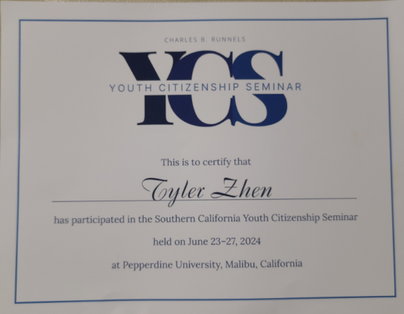 CHARLES R. RUNNELS
YCS
YOUTH CITIZENSHIP SEMINAR
This is to certify that
Tyler Zhen
has participated in the Southern California Youth Citizenship Seminar
held on June 23–27, 2024
at Pepperdine University, Malibu, California